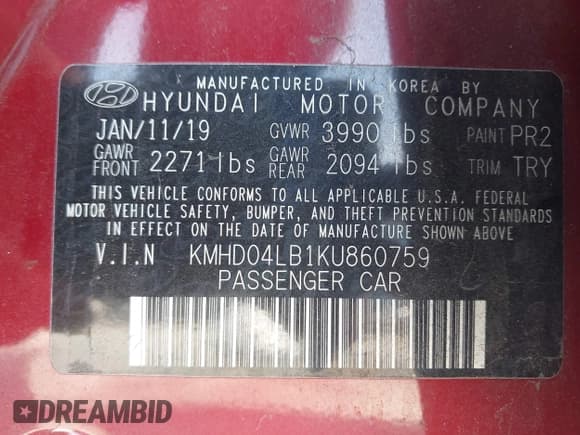 MANUFACTURED IN KOREA BY
HYUNDAI MOTOR COMPANY
JAN/11/19 GVWR 3990 lbs PAINT PR2
GAWR FRONT 2271 lbs GAWR REAR 2094 lbs TRIM TRY
THIS VEHICLE CONFORMS TO ALL APPLICABLE U.S.A. FEDERAL
MOTOR VEHICLE SAFETY, BUMPER, AND THEFT PREVENTION STANDARDS
IN EFFECT ON THE DATE OF MANUFACTURE SHOWN ABOVE.
V.I.N KMHD04LB1KU860759
PASSENGER CAR
DREAMBID